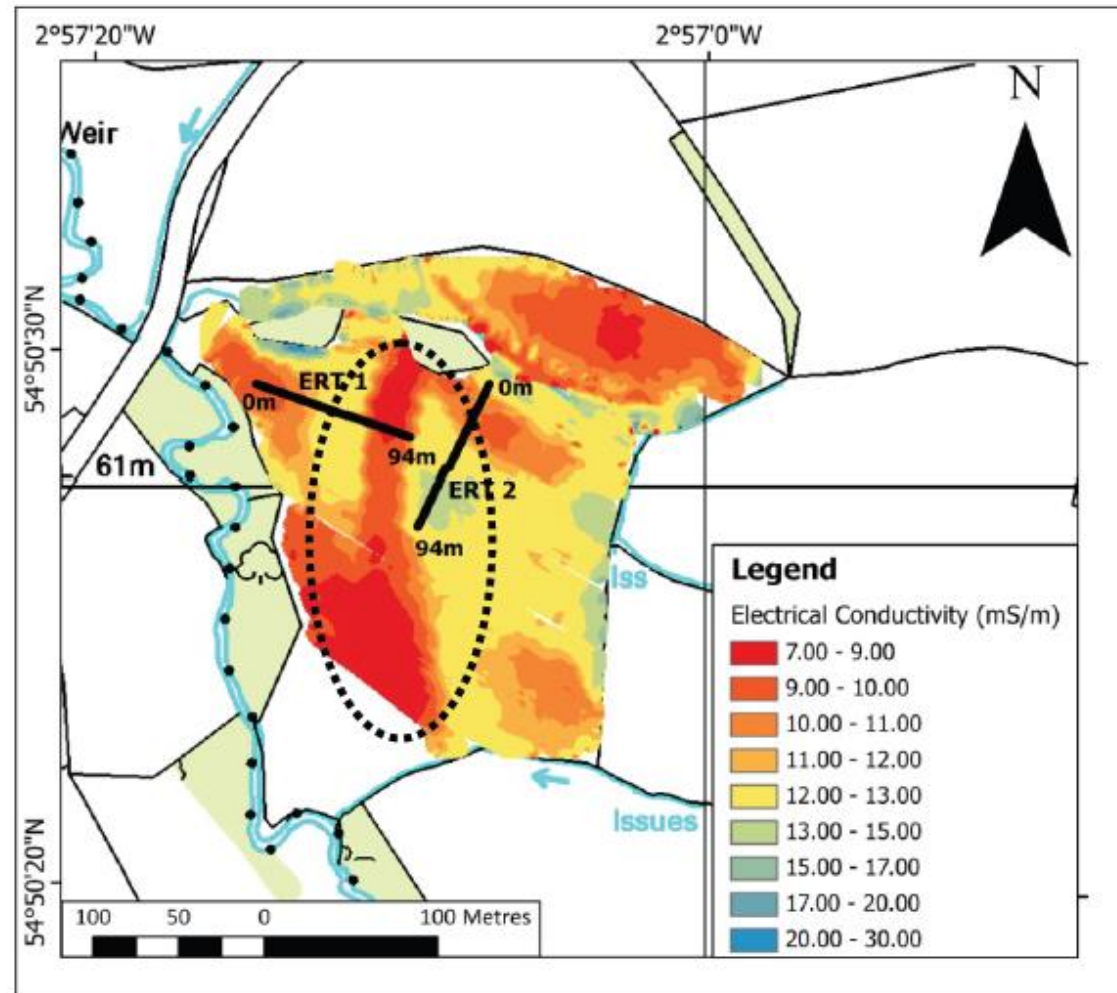 2°57'20"W
2°57'0"W
N
Weir
54°50'30"N
ERT 1
0m
0m
94m
61m
ERT 2
94m
Iss
Legend
Electrical Conductivity (mS/m)
7.00 - 9.00
9.00 - 10.00
10.00 - 11.00
11.00 - 12.00
12.00 - 13.00
13.00 - 15.00
15.00 - 17.00
17.00 - 20.00
20.00 - 30.00
Issues
54°50'20"N
100 50 0 100 Metres